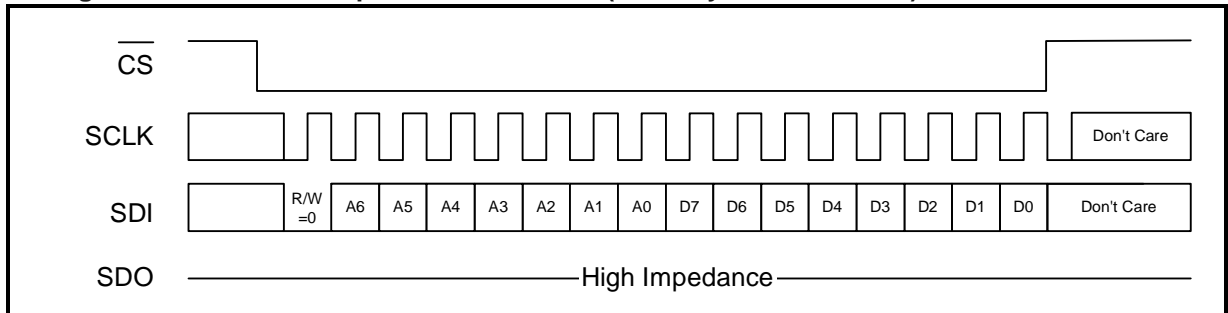 CS
SCLK
Don't Care
SDI
R/W
=0
A6 A5 A4 A3 A2 A1 A0 D7 D6 D5 D4 D3 D2 D1 D0 Don't Care
SDO
High Impedance